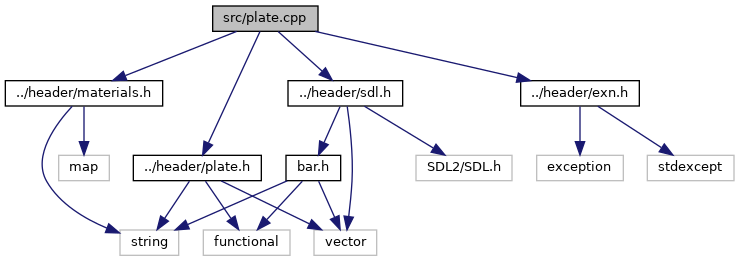 src/plate.cpp
../header/materials.h
../header/sdl.h
../header/exn.h
map
../header/plate.h
bar.h
SDL2/SDL.h
exception
stdexcept
string
functional
vector